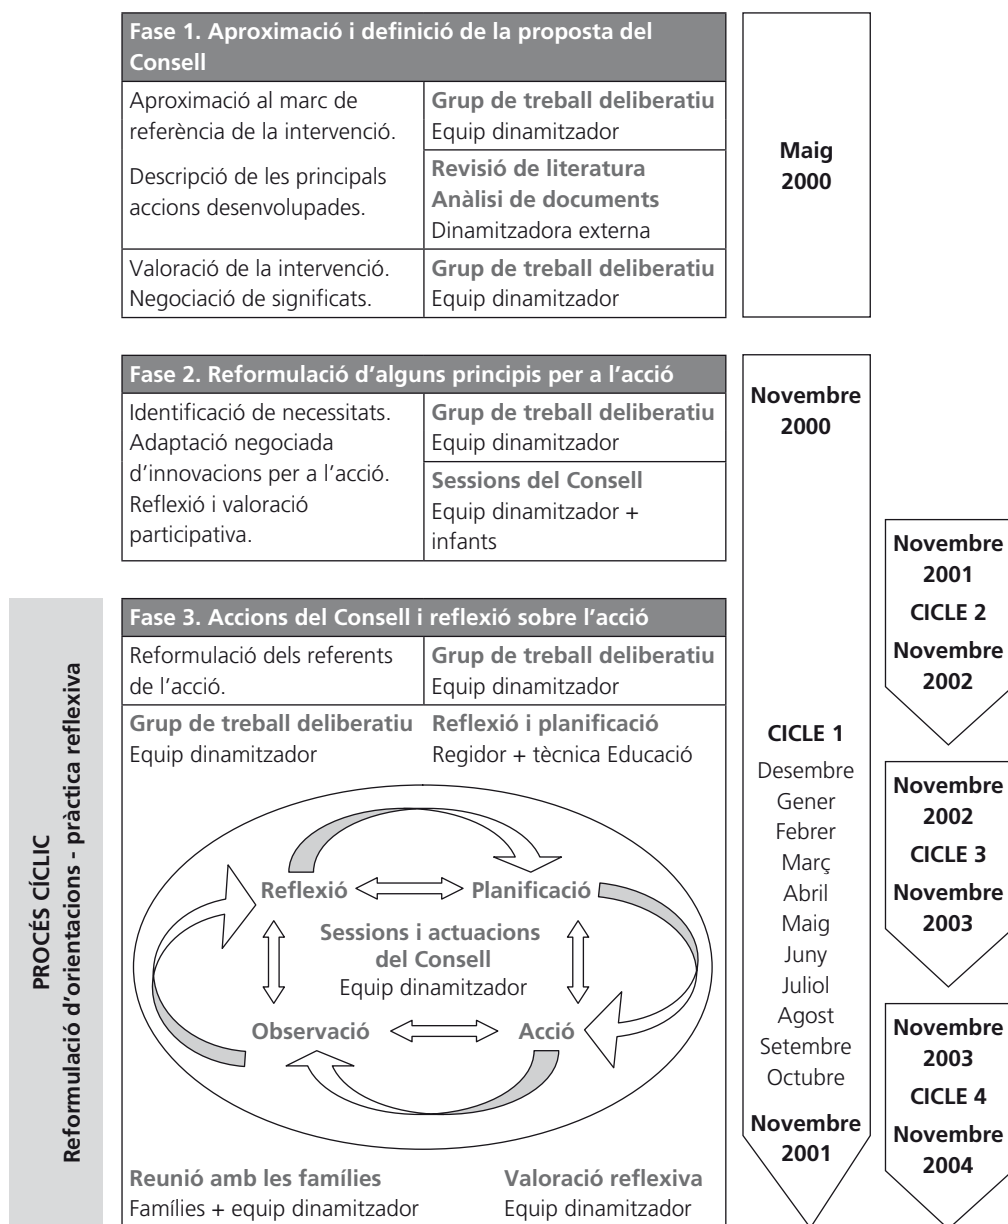 Fase 1. Aproximació i definició de la proposta del
Consell
Aproximació al marc de
referència de la intervenció.
Descripció de les principals
accions desenvolupades.
Grup de treball deliberatiu
Equip dinamitzador
Revisió de literatura
Anàlisi de documents
Dinamitzadora externa
Valoració de la intervenció.
Negociació de significats.
Grup de treball deliberatiu
Equip dinamitzador
Maig
2000
Fase 2. Reformulació d'alguns principis per a l'acció
Identificació de necessitats.
Adaptació negociada
d'innovacions per a l'acció.
Reflexió i valoració
participativa.
Grup de treball deliberatiu
Equip dinamitzador
Sessions del Consell
Equip dinamitzador +
infants
PROCÉS CÍCLIC
Reformulació d'orientacions - pràctica reflexiva
Fase 3. Accions del Consell i reflexió sobre l'acció
Reformulació dels referents
de l'acció.
Grup de treball deliberatiu
Equip dinamitzador
Grup de treball deliberatiu
Equip dinamitzador
Reflexió i planificació
Regidor + tècnica Educació
Reflexió
Planificació
Sessions i actuacions
del Consell
Equip dinamitzador
Observació
Acció
Reunió amb les famílies
Famílies + equip dinamitzador
Valoració reflexiva
Equip dinamitzador
Novembre
2000
CICLE 1
Desembre
Gener
Febrer
Març
Abril
Maig
Juny
Juliol
Agost
Setembre
Octubre
Novembre
2001
Novembre
2001
CICLE 2
Novembre
2002
Novembre
2002
CICLE 3
Novembre
2003
Novembre
2003
CICLE 4
Novembre
2004